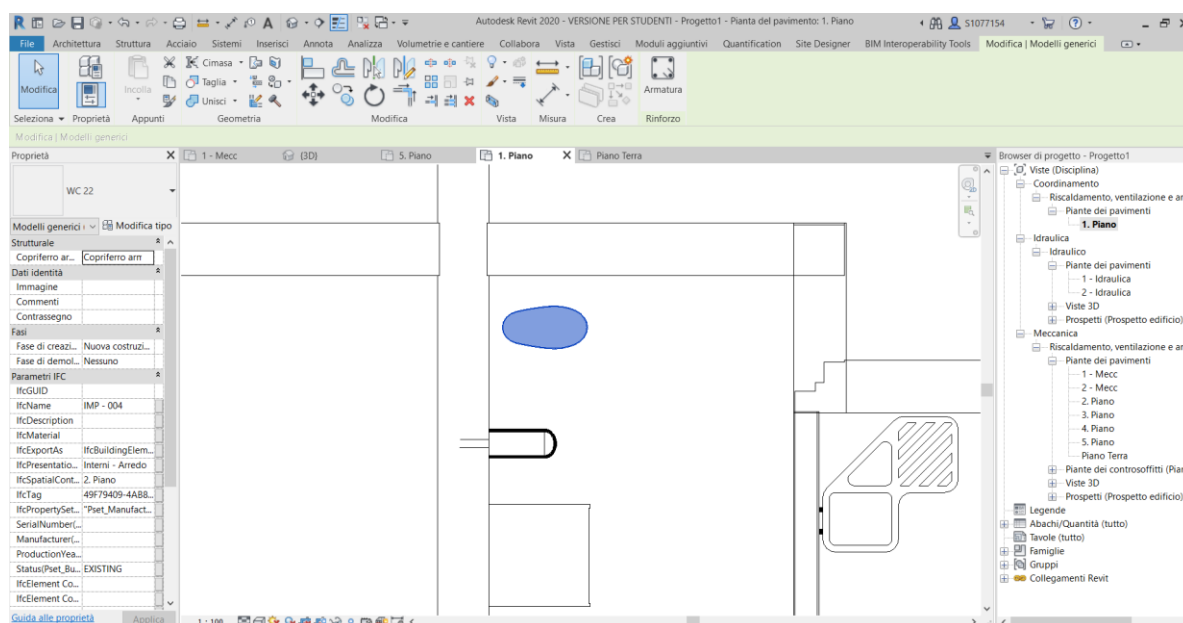 Autodesk Revit 2020 - VERSIONE PER STUDENTI - Progetto1 - Pianta del pavimento: 1. Piano
S1077154
File Architettura Struttura Acciaio Sistemi Inserisci Annota Analizza Volumetrie e cantiere Collabora Vista Gestisci Moduli aggiuntivi Quantification Site Designer BIM Interoperability Tools Modifica | Modelli generici
Modifica
Incolla
Cimasa
Taglia
Unisci
Armatura
Seleziona Proprietà Appunti Geometria Modifica Vista Misura Crea Rinforzo
Modifica | Modelli generici
Proprietà
1 - Mecc {3D} 5. Piano 1. Piano X Piano Terra
WC 22
Modelli generici Modifica tipo
Strutturale
Copriferro ar... Copriferro arm
Dati identità
Immagine
Commenti
Contrassegno
Fasi
Fase di creazi... Nuova costruzi...
Fase di demol... Nessuno
Parametri IFC
IfcGUID
IfcName IMP - 004
IfcDescription
IfcMaterial
IfcExportAs IfcBuildingElem...
IfcPresentatio... Interni - Arredo
IfcSpatialCont... 2. Piano
IfcTag 49F79409-4AB8...
IfcPropertySet... "Pset_Manufact...
SerialNumber(...
Manufacturer(...
ProductionYea...
Status(Pset_Bu... EXISTING
IfcElement Co...
IfcElement Co...
Guida alle proprietà Applica
1 : 100
Browser di progetto - Progetto1
Viste (Disciplina)
Coordinamento
Riscaldamento, ventilazione e ar
Piante dei pavimenti
1. Piano
Idraulica
Idraulico
Piante dei pavimenti
1 - Idraulica
2 - Idraulica
Viste 3D
Prospetti (Prospetto edificio)
Meccanica
Riscaldamento, ventilazione e ar
Piante dei pavimenti
1 - Mecc
2 - Mecc
2. Piano
3. Piano
4. Piano
5. Piano
Piano Terra
Piante dei controsoffitti (Pian
Viste 3D
Prospetti (Prospetto edificio)
Legende
Abachi/Quantità (tutto)
Tavole (tutto)
Famiglie
Gruppi
Collegamenti Revit